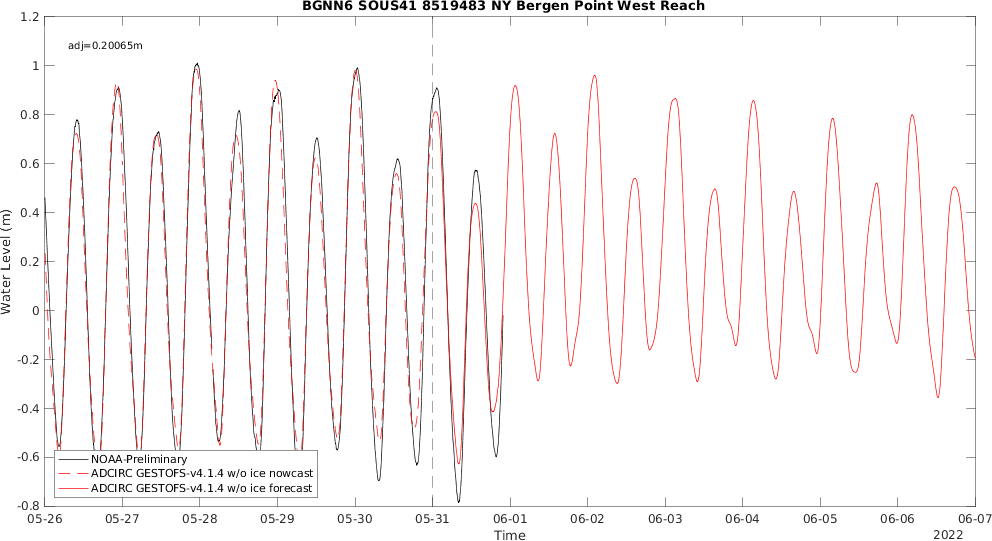 BGNN6 SOUS41 8519483 NY Bergen Point West Reach
1.2
adj=0.20065m
1
0.8
0.6
0.4
0.2
0
-0.2
-0.4
-0.6
-0.8
Water Level (m)
NOAA-Preliminary
ADCIRC GESTOFS-v4.1.4 w/o ice nowcast
ADCIRC GESTOFS-v4.1.4 w/o ice forecast
05-26 05-27 05-28 05-29 05-30 05-31 06-01 06-02 06-03 06-04 06-05 06-06 06-07
Time
2022